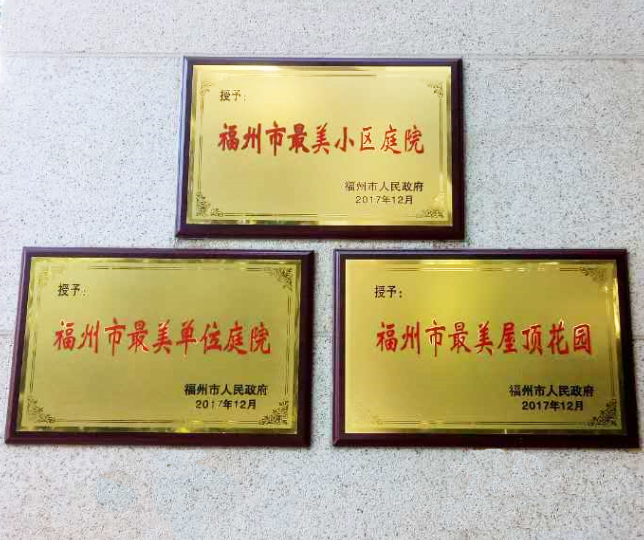 授予：
福州市最美小区庭院
福州市人民政府
2017年12月
授予：
福州市最美单位庭院
福州市人民政府
2017年12月
授予：
福州市最美屋顶花园
福州市人民政府
2017年12月